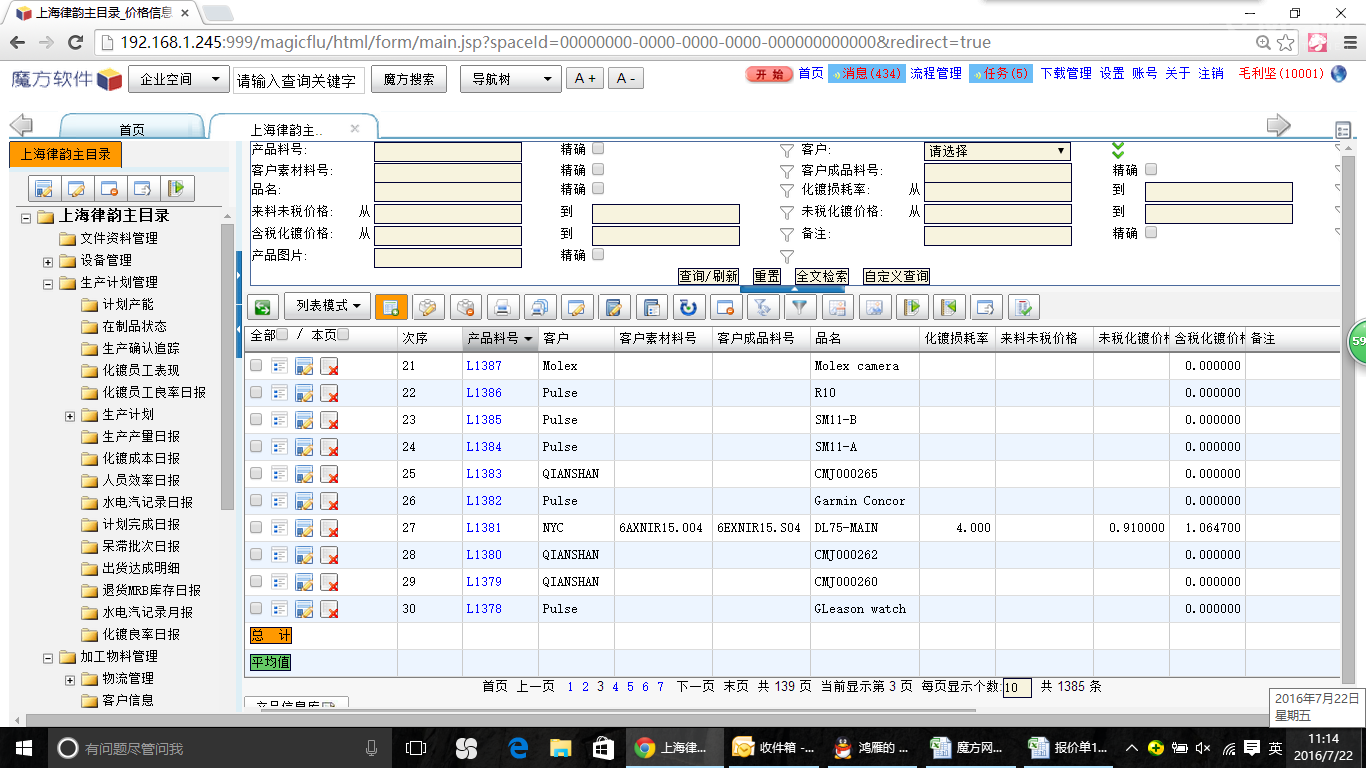 上海律韵主目录_价格信息
192.168.1.245:999/magicflu/html/form/main.jsp?spaceId=00000000-0000-0000-0000-000000000000&redirect=true
魔方软件 企业空间 请输入查询关键字 魔方搜索 导航树 A + A - 开 始 首页 消息(434) 流程管理 任务(5) 下载管理 设置 账号 关于 注销 毛利坚(10001)
首页 上海律韵主..
上海律韵主目录
上海律韵主目录
文件资料管理
设备管理
生产计划管理
计划产能
在制品状态
生产确认追踪
化镀员工表现
化镀员工良率日报
生产计划
生产产量日报
化镀成本日报
人员效率日报
水电汽记录日报
计划完成日报
呆滞批次日报
出货达成明细
退货MRB库存日报
水电汽记录月报
化镀良率日报
加工物料管理
物流管理
客户信息
产品料号: 精确 客户: 请选择
客户素材料号: 精确 客户成品料号: 精确
品名: 精确 化镀损耗率: 从 到
来料未税价格: 从 到 未税化镀价格: 从 到
含税化镀价格: 从 到 备注: 精确
产品图片: 精确
查询/刷新 重置 全文检索 自定义查询
列表模式
全部 / 本页 次序 产品料号 客户 客户素材料号 客户成品料号 品名 化镀损耗率 来料未税价格 未税化镀价格 含税化镀价格 备注
21 L1387 Molex Molex camera 0.000000
22 L1386 Pulse R10 0.000000
23 L1385 Pulse SM11-B 0.000000
24 L1384 Pulse SM11-A 0.000000
25 L1383 QIANSHAN CMJ000265 0.000000
26 L1382 Pulse Garmin Concor 0.000000
27 L1381 NYC 6AXNIR15.004 6EXNIR15.S04 DL75-MAIN 4.000 0.910000 1.064700
28 L1380 QIANSHAN CMJ000262 0.000000
29 L1379 QIANSHAN CMJ000260 0.000000
30 L1378 Pulse GLeason watch 0.000000
总 计
平均值
首页 上一页 1 2 3 4 5 6 7 下一页 末页 共 139 页 当前显示第 3 页 每页显示个数: 10 共 1385 条
产品信息库
59
2016年7月22日
星期五
有问题尽管问我 上海律... 收件箱 -... 鸿雁的 ... 魔方网... 报价单1... 英 11:14
2016/7/22